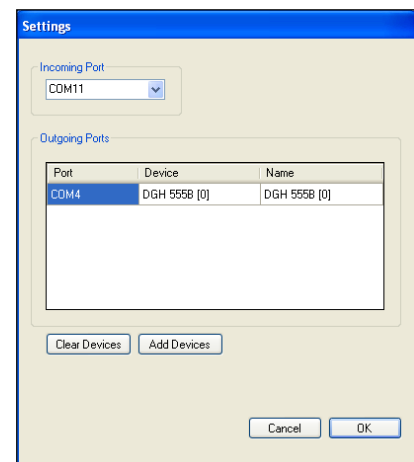 Settings
Incoming Port
COM11
Outgoing Ports
Port Device Name
COM4 DGH 555B [0] DGH 555B [0]
Clear Devices Add Devices
Cancel OK